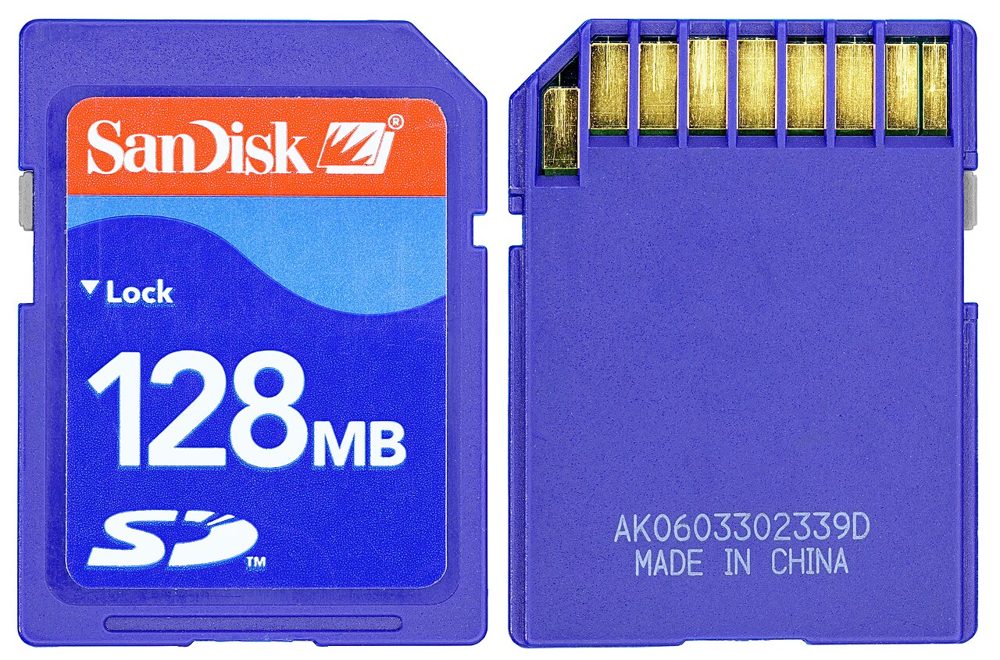 SanDisk ®
Lock
128MB
SD ™
AK0603302339D
MADE IN CHINA